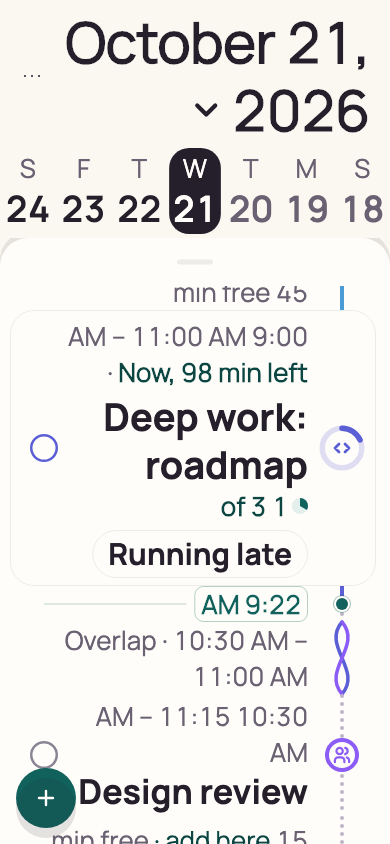 October 21,
2026
...
S F T W T M S
24 23 22 21 20 19 18
min free 45
AM – 11:00 AM 9:00
· Now, 98 min left
Deep work:
roadmap
of 3 1
Running late
AM 9:22
Overlap · 10:30 AM –
11:00 AM
AM – 11:15 10:30
AM
Design review
min free · add here 15